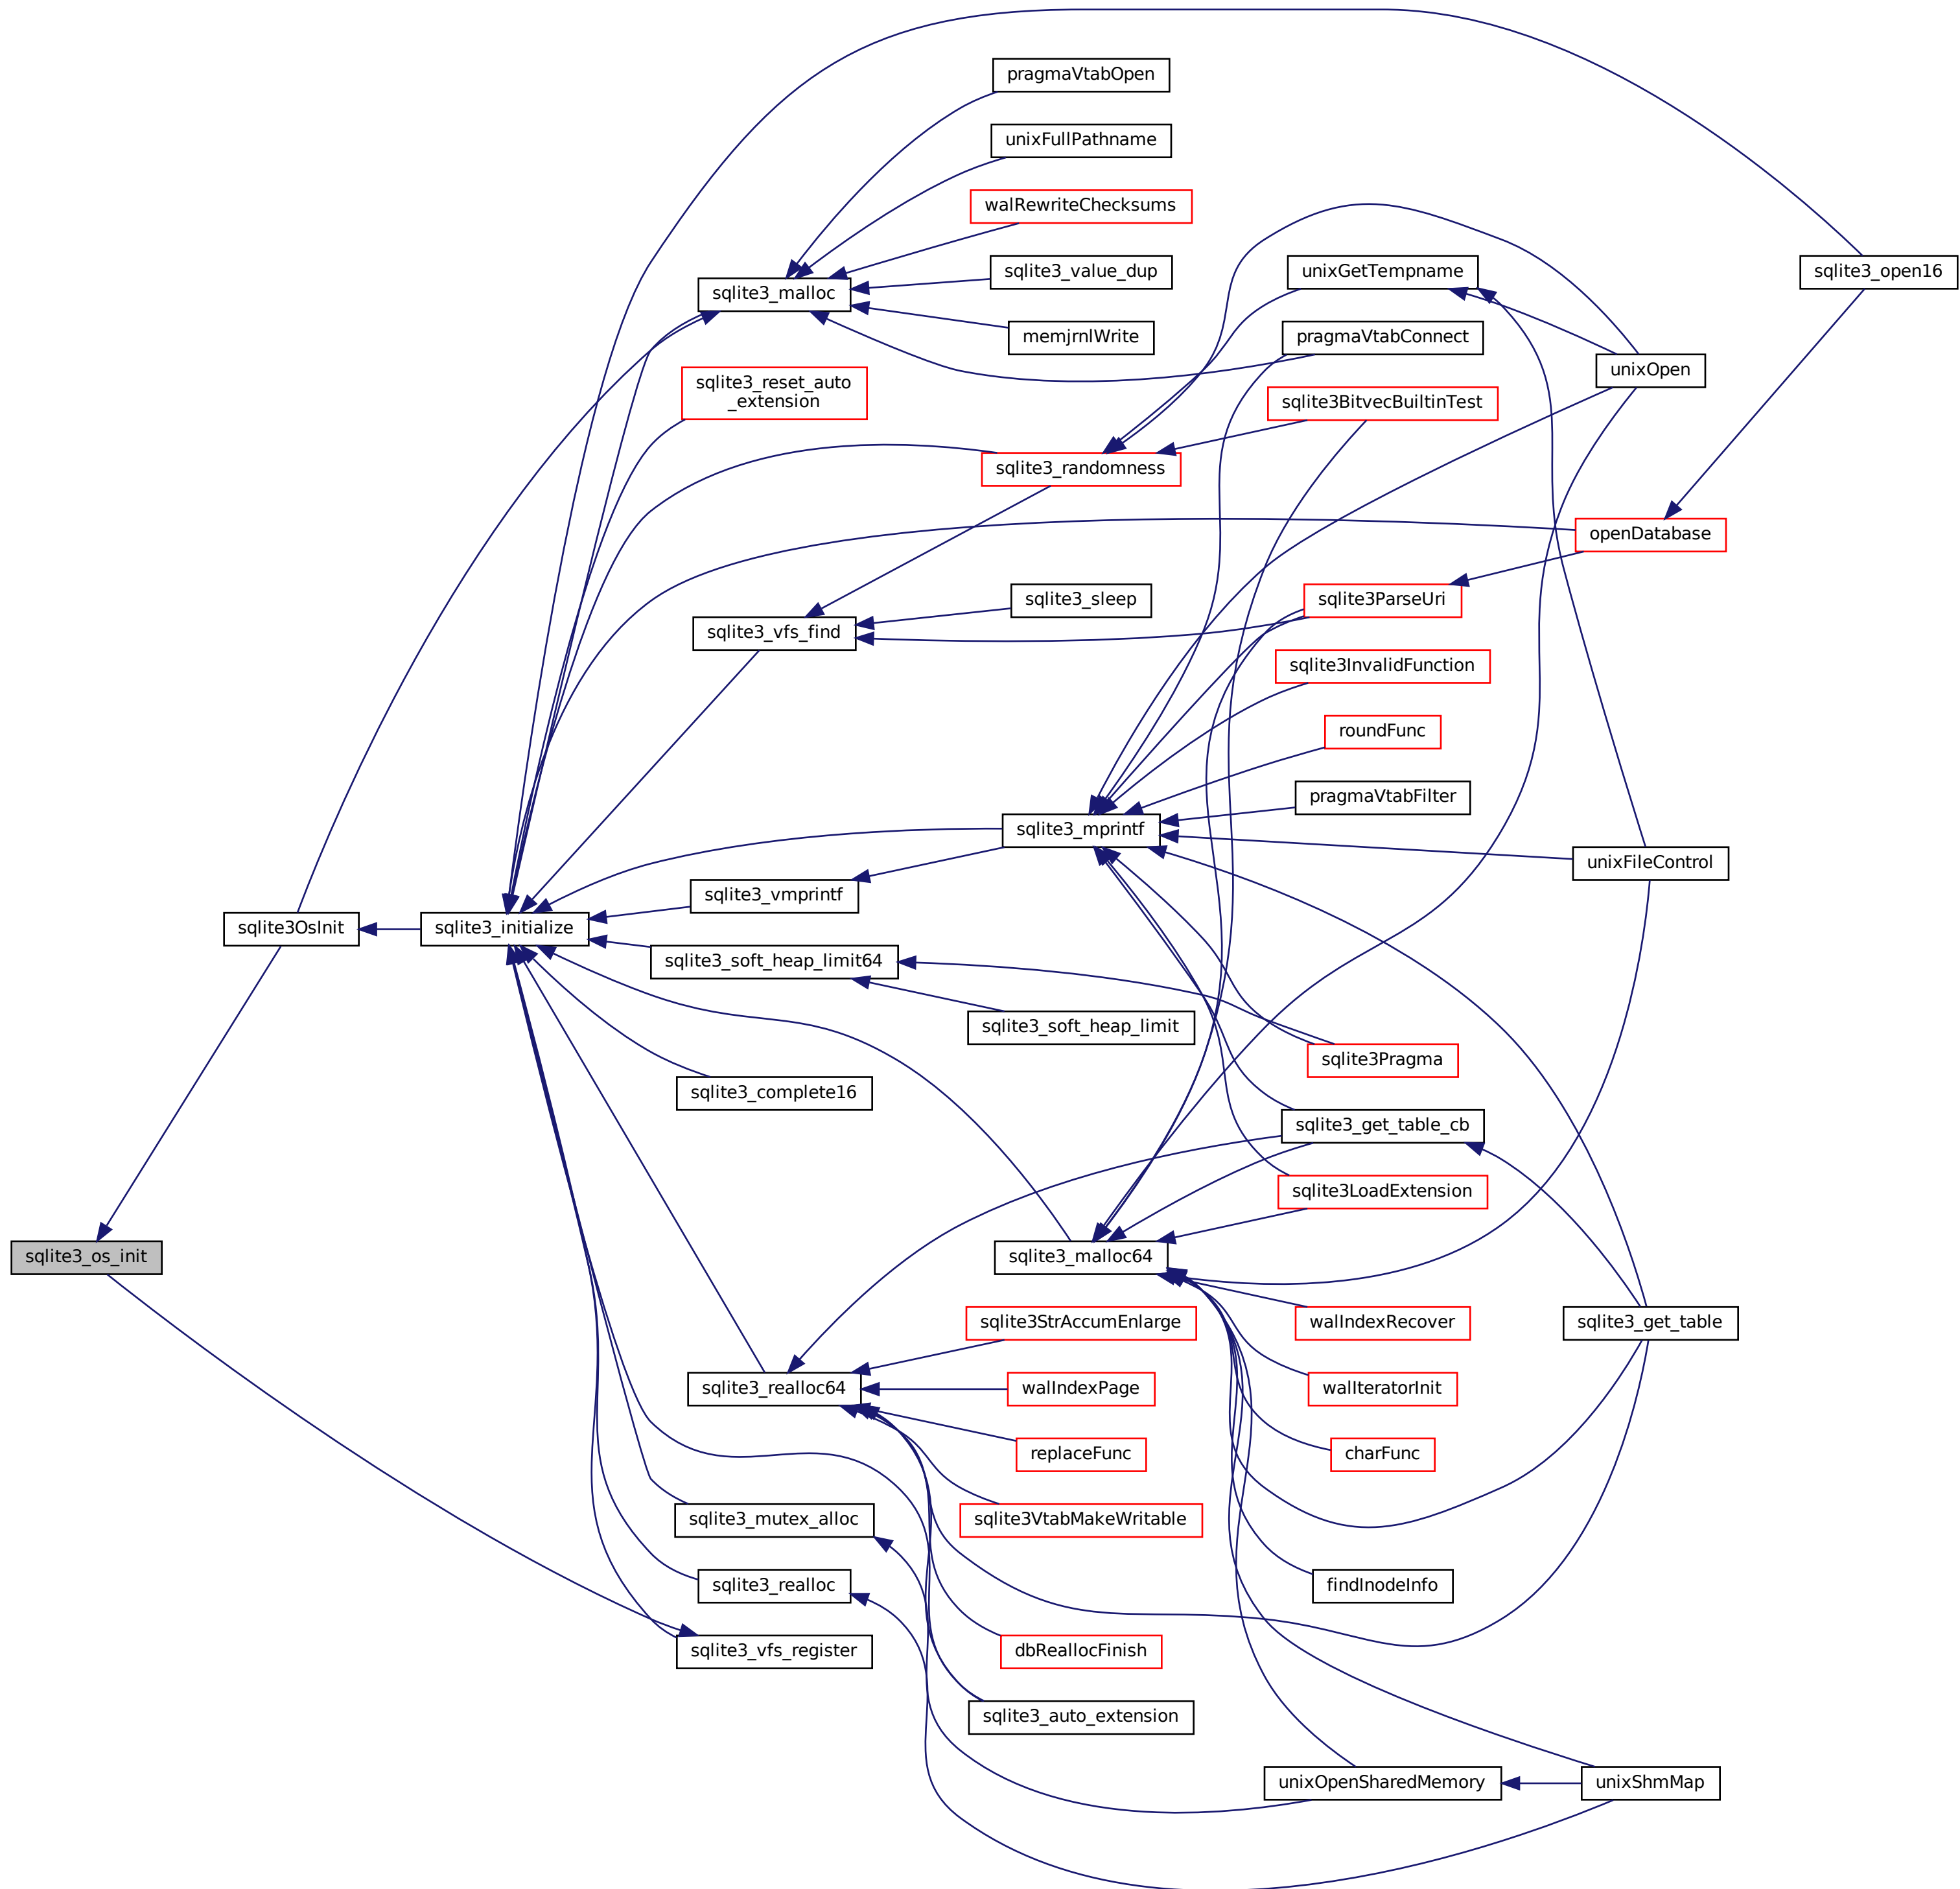 pragmaVtabOpen
unixFullPathname
walRewriteChecksums
sqlite3_value_dup
unixGetTempname
sqlite3_open16
sqlite3_malloc
memjrnlWrite
pragmaVtabConnect
unixOpen
sqlite3_reset_auto
_extension
sqlite3BitvecBuiltinTest
sqlite3_randomness
openDatabase
sqlite3_sleep
sqlite3ParseUri
sqlite3_vfs_find
sqlite3InvalidFunction
roundFunc
pragmaVtabFilter
sqlite3_mprintf
unixFileControl
sqlite3_vmprintf
sqlite3OsInit
sqlite3_initialize
sqlite3_soft_heap_limit64
sqlite3_soft_heap_limit
sqlite3Pragma
sqlite3_complete16
sqlite3_get_table_cb
sqlite3LoadExtension
sqlite3_os_init
sqlite3_malloc64
sqlite3StrAccumEnlarge
walIndexRecover
sqlite3_get_table
sqlite3_realloc64
walIndexPage
walIteratorInit
replaceFunc
charFunc
sqlite3_mutex_alloc
sqlite3VtabMakeWritable
sqlite3_realloc
findInodeInfo
sqlite3_vfs_register
dbReallocFinish
sqlite3_auto_extension
unixOpenSharedMemory
unixShmMap